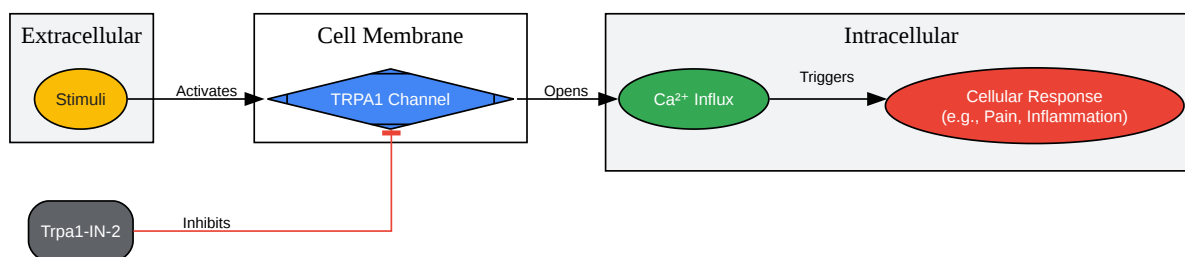 Extracellular
Cell Membrane
Intracellular
Stimuli
Activates
TRPA1 Channel
Opens
Ca²⁺ Influx
Triggers
Cellular Response
(e.g., Pain, Inflammation)
Trpa1-IN-2
Inhibits